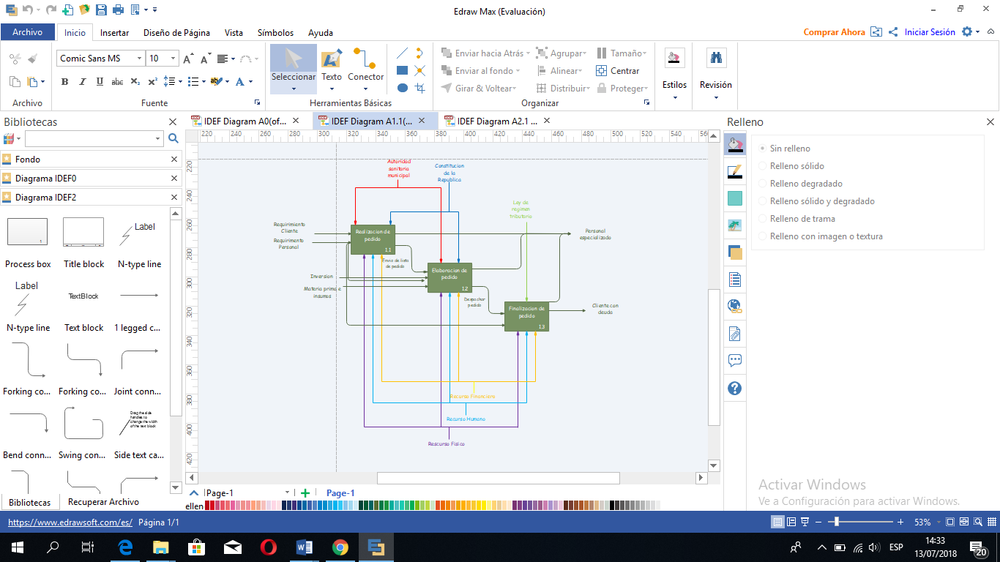 Edraw Max (Evaluación)
Archivo
Inicio
Insertar
Diseño de Página
Vista
Símbolos
Ayuda
Comprar Ahora
Iniciar Sesión
Comic Sans MS
10
Seleccionar
Texto
Conector
Enviar hacia Atrás
Agrupar
Tamaño
Enviar al fondo
Alinear
Centrar
Girar & Voltear
Distribuir
Proteger
Estilos
Revisión
Archivo
Fuente
Herramientas Básicas
Organizar
Bibliotecas
IDEF Diagram A0(of...
IDEF Diagram A1.1(...
IDEF Diagram A2.1 ...
Relleno
220 240 260 280 300 320 340 360 380 400 420 440 460 480 500 520 540 560
Fondo
Diagrama IDEF0
Diagrama IDEF2
Label
Process box
Title block
N-type line
Label
TextBlock
N-type line
Text block
1 legged c...
Forking co...
Forking co...
Joint conn...
Drag the side
handles to
change the width
of the text block
Bend conn...
Swing con...
Side text ca...
Bibliotecas
Recuperar Archivo
220
240
260
280
300
320
340
360
380
400
420
Autoridad
sanitaria
municipal
Constitucion
de la
Republica
Ley de
regimen
tributario
Requirimiento
Cliente
Requirimento
Personal
Realizacion de
pedido
1.1
Personal
especializado
Envio de lista
de pedido
Inversion
Materia prima e
insumos
Elaboracion de
pedido
1.2
Despachar
pedido
Finalizacion de
pedido
1.3
Cliente con
deuda
Recurso Financiero
Recurso Humano
Rescurso Fisico
Sin relleno
Relleno sólido
Relleno degradado
Relleno sólido y degradado
Relleno de trama
Relleno con imagen o textura
Activar Windows
Ve a Configuración para activar Windows.
Page-1
Page-1
ellen
https://www.edrawsoft.com/es/
Página 1/1
53%
ESP
14:33
13/07/2018
20